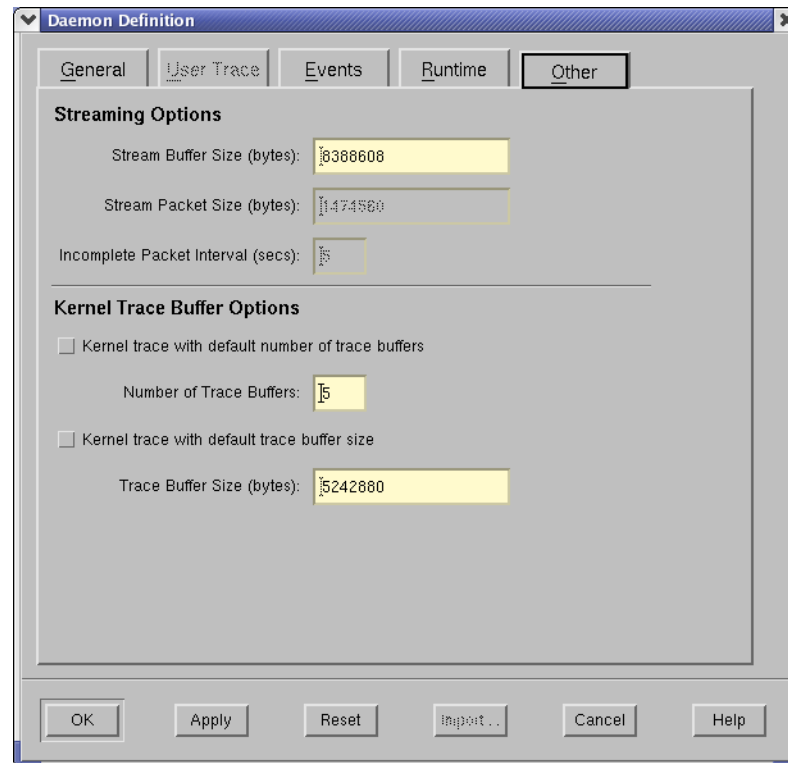 Daemon Definition
General User Trace Events Runtime Other
Streaming Options
Stream Buffer Size (bytes): 8388608
Stream Packet Size (bytes): 1474560
Incomplete Packet Interval (secs): 5
Kernel Trace Buffer Options
Kernel trace with default number of trace buffers
Number of Trace Buffers: 5
Kernel trace with default trace buffer size
Trace Buffer Size (bytes): 5242880
OK Apply Reset Import... Cancel Help